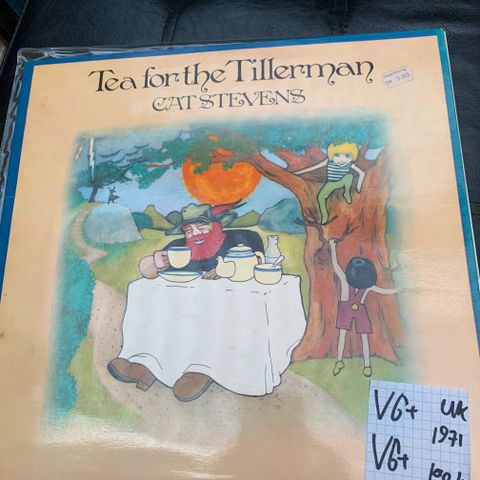 Tea for the Tillerman
CAT STEVENS
VG+ UK
1971
VG+